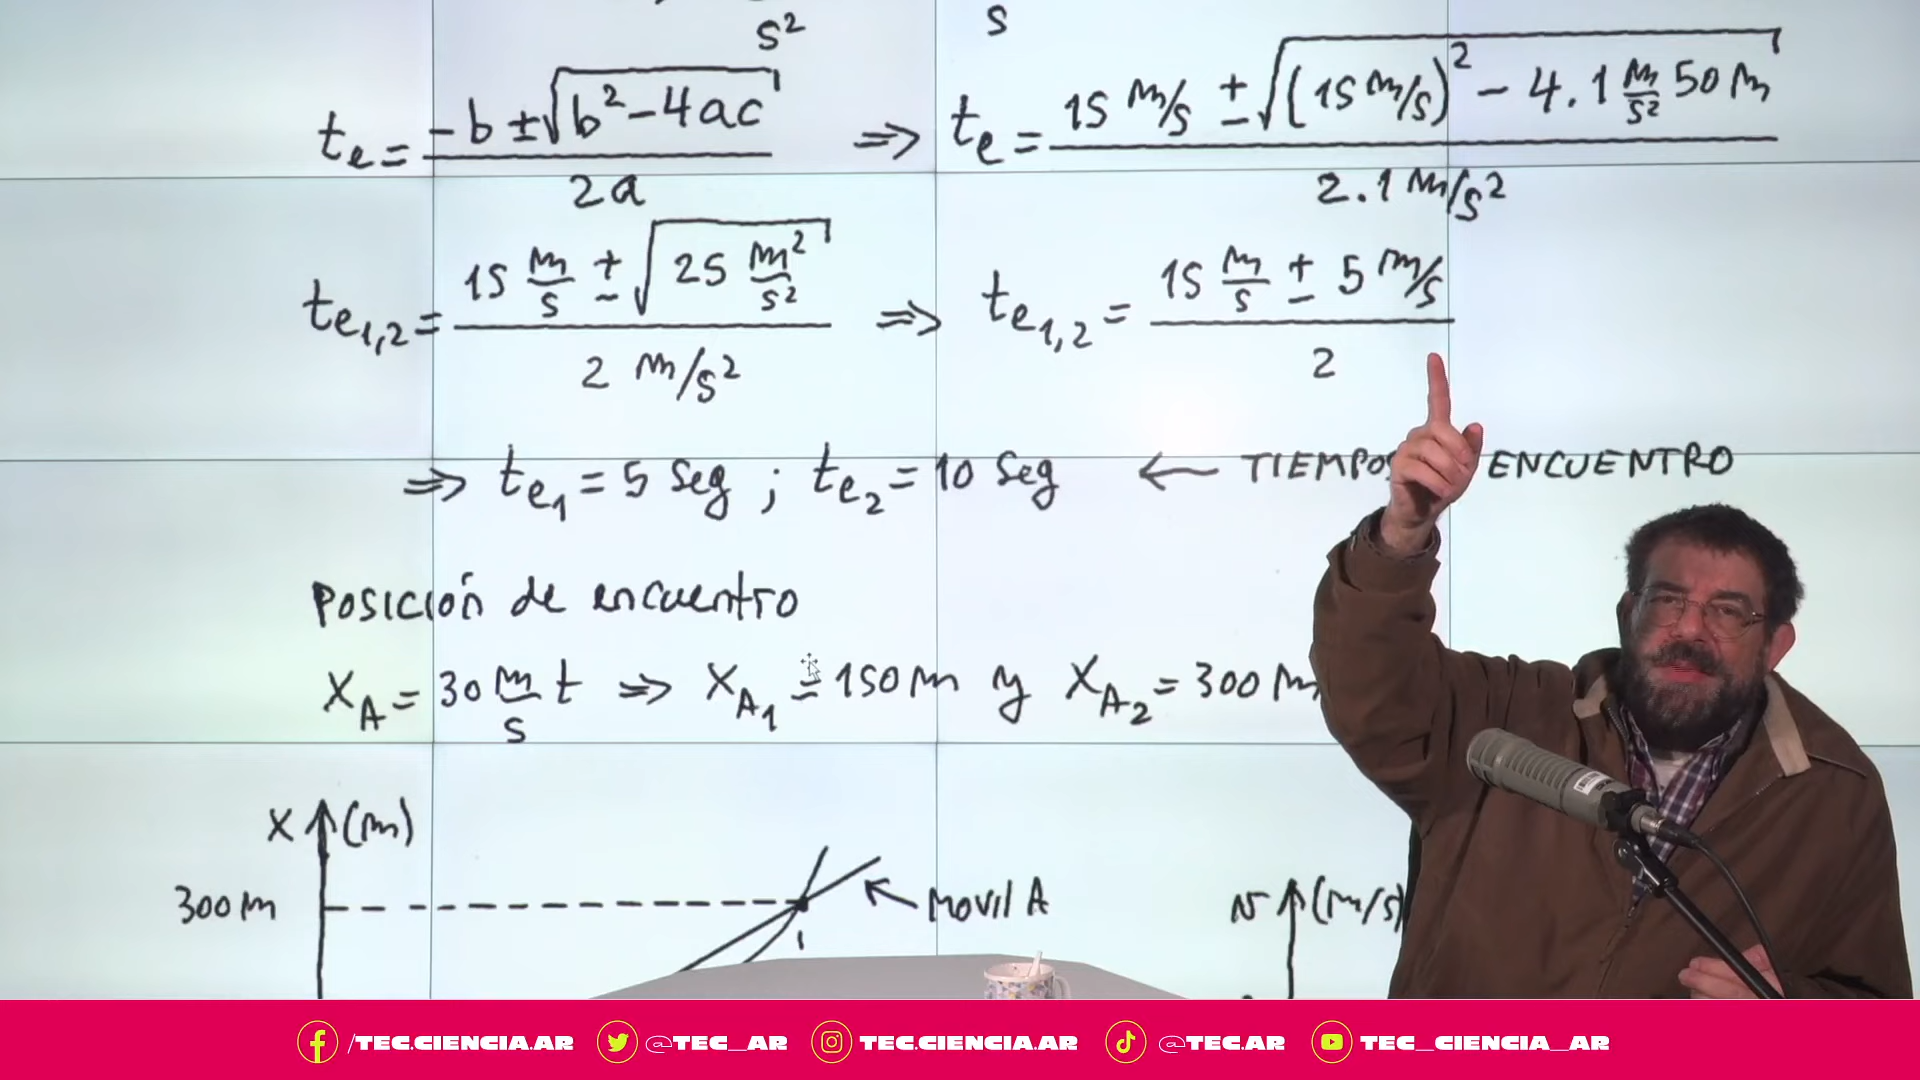 s² s
te = -b ± √b² - 4ac / 2a ⇒ te = 15 m/s ± √(15 m/s)² - 4.1 m/s² 50 m / 2.1 m/s²
te1,2 = 15 m/s ± √25 m²/s² / 2 m/s² ⇒ te1,2 = 15 m/s ± 5 m/s / 2
⇒ te1 = 5 seg ; te2 = 10 seg ← TIEMPOS ENCUENTRO
POSICIÓN de encuentro
XA = 30 m/s t ⇒ XA1 = 150 m y XA2 = 300 m
X (m)
300 m
MOVIL A
v (m/s)
/TEC.CIENCIA.AR @TEC_AR TEC.CIENCIA.AR @TEC.AR TEC_CIENCIA_AR